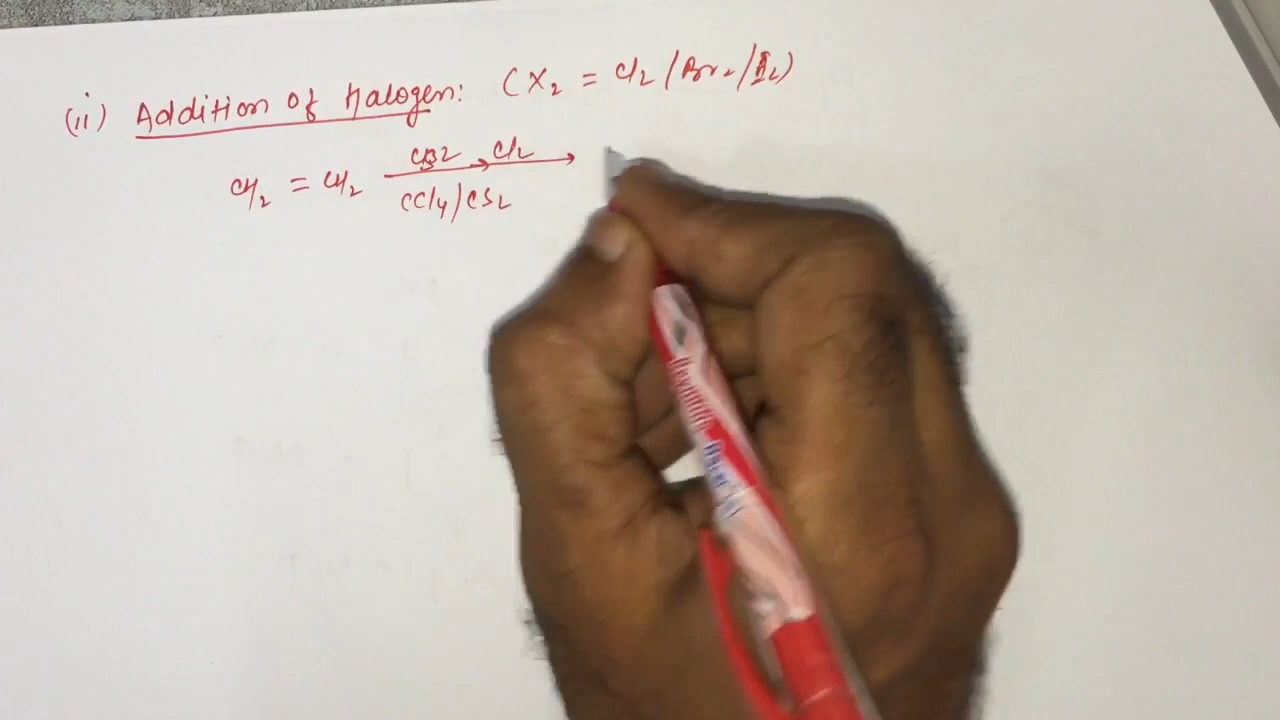 (ii) Addition of Halogen: (X₂ = Cl₂/Br₂/I₂)
CH₂ = CH₂ Cl₂
CCl₄/CS₂